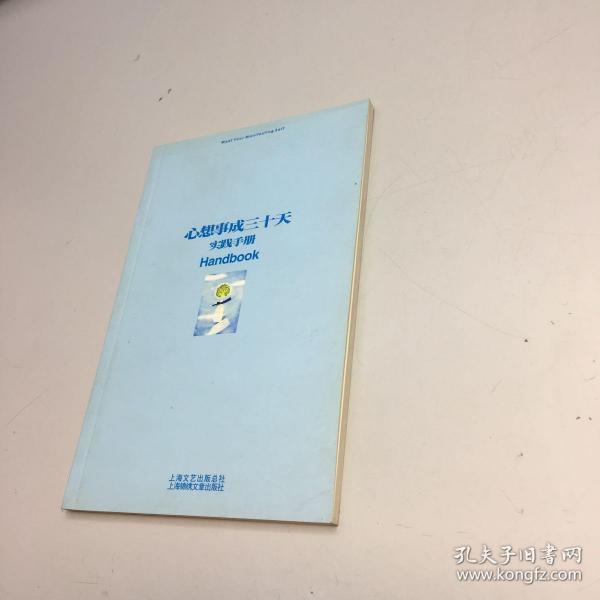 Meet Your Manifesting Self
心想事成三十天
实践手册
Handbook
上海文艺出版总社
上海锦绣文章出版社
孔夫子旧书网
www.kongfz.com